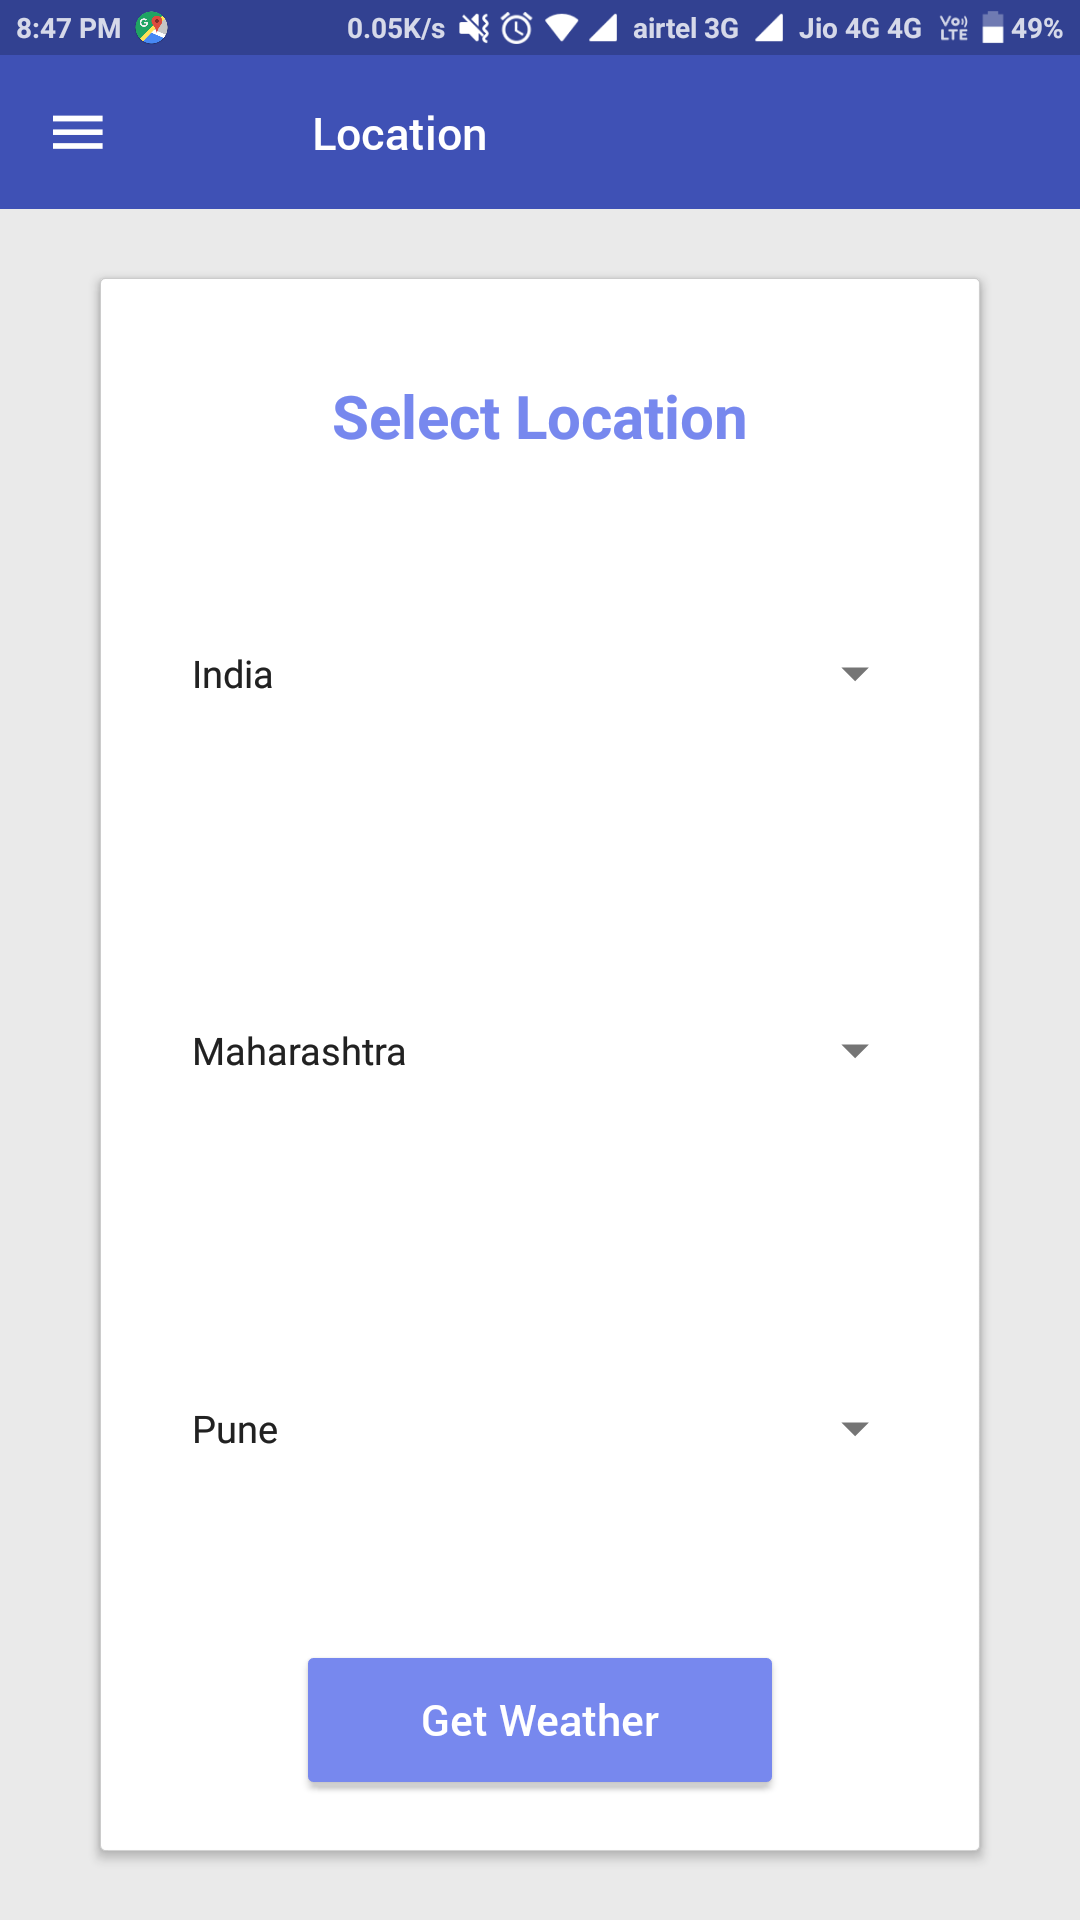 8:47 PM 0.05K/s airtel 3G Jio 4G 4G VoLTE 49%
Location
Select Location
India
Maharashtra
Pune
Get Weather